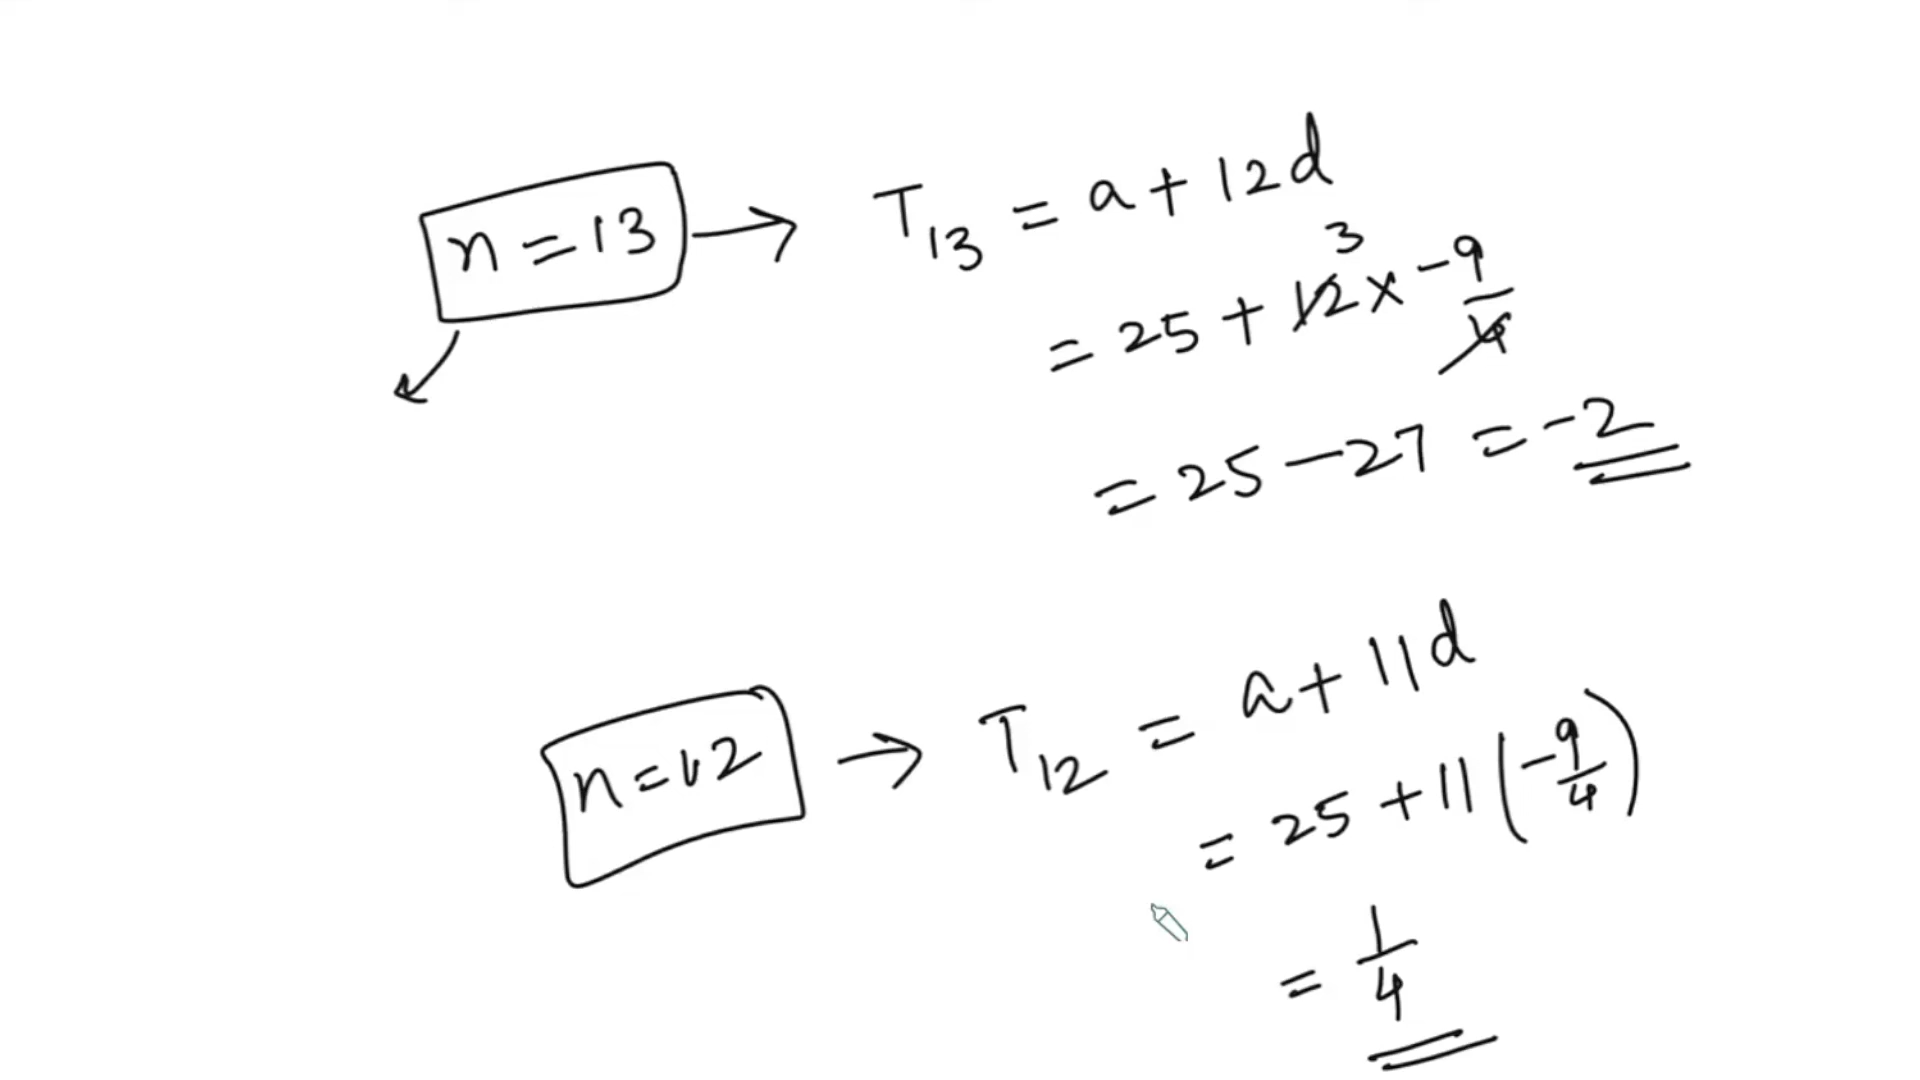 n=13 → T₁₃ = a + 12d
= 25 + 12 3 x -9/4
= 25 - 27 = -2
n=12 → T₁₂ = a + 11d
= 25 + 11(-9/4)
= 1/4